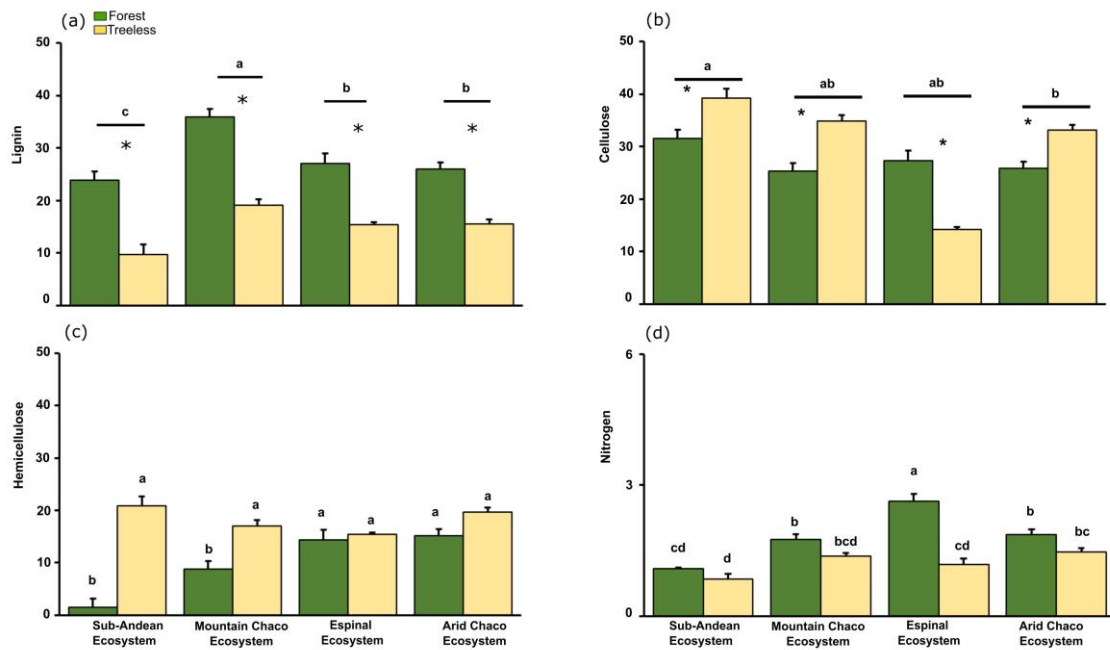 (a)
Forest
Treeless
50
40
30
20
10
0
Lignin
c
*
a
*
b
*
b
*
(b)
50
40
30
20
10
0
Cellulose
a
*
ab
*
ab
*
b
*
(c)
50
40
30
20
10
0
Hemicellulose
b
a
b
a
a
a
a
a
Sub-Andean
Ecosystem
Mountain Chaco
Ecosystem
Espinal
Ecosystem
Arid Chaco
Ecosystem
(d)
6
3
0
Nitrogen
cd
d
b
bcd
a
cd
b
bc
Sub-Andean
Ecosystem
Mountain Chaco
Ecosystem
Espinal
Ecosystem
Arid Chaco
Ecosystem